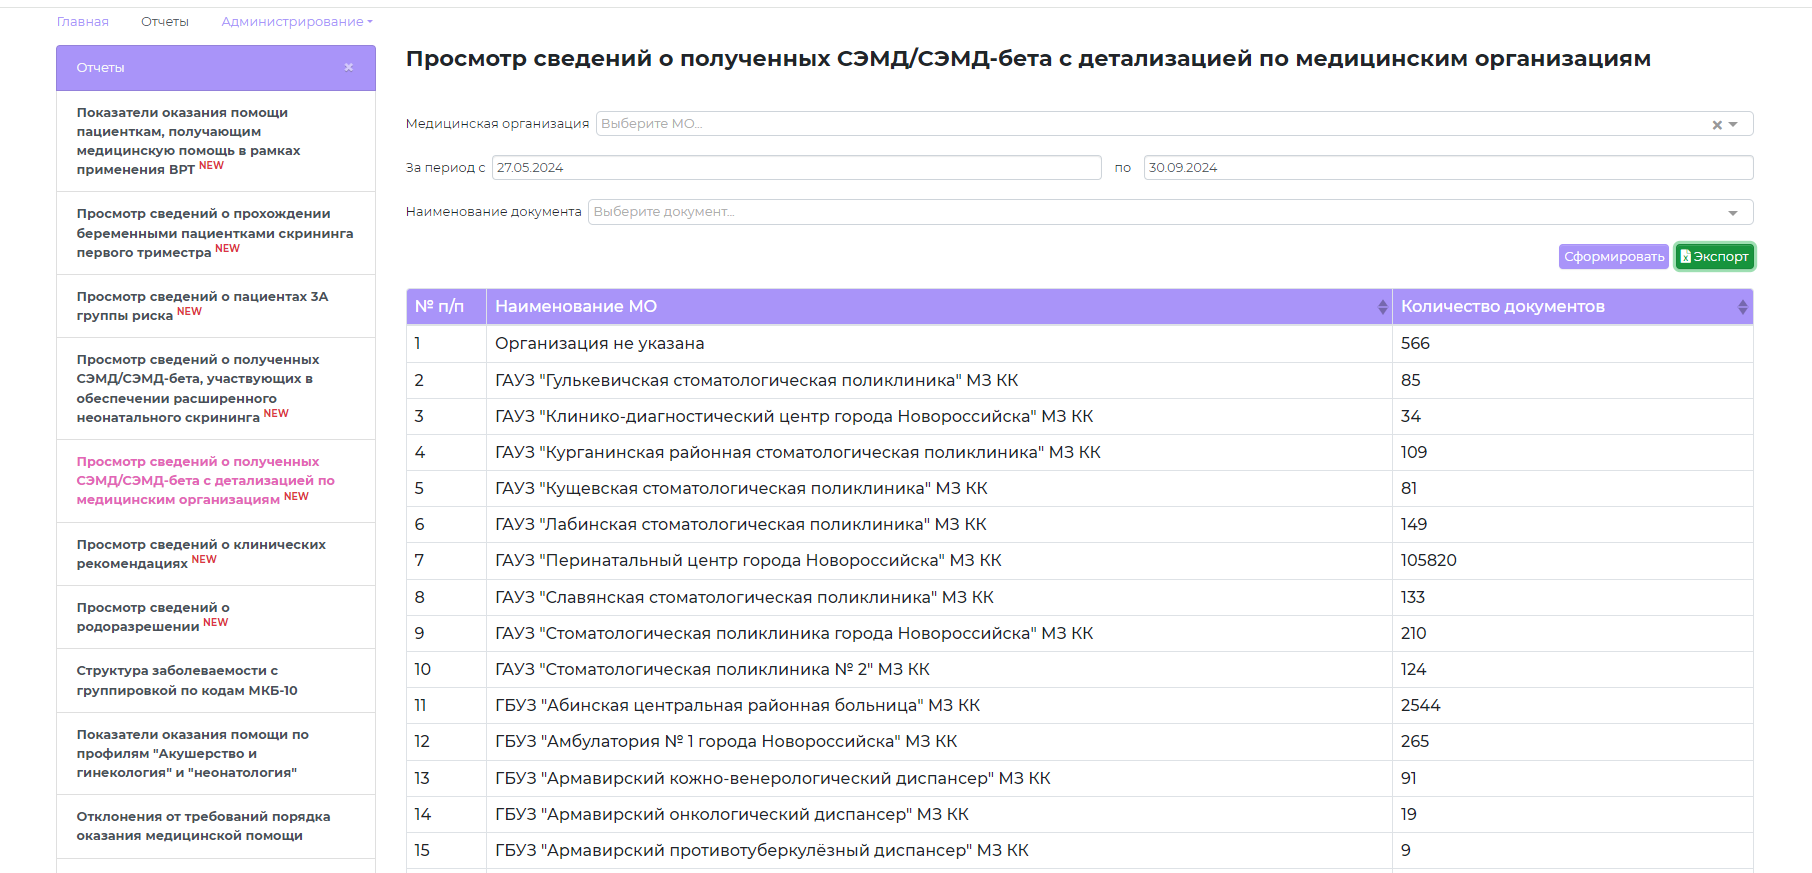 Главная Отчеты Администрирование
Отчеты ×
Показатели оказания помощи
пациенткам, получающим
медицинскую помощь в рамках
применения ВРТ NEW
Просмотр сведений о прохождении
беременными пациентками скрининга
первого триместра NEW
Просмотр сведений о пациентах 3А
группы риска NEW
Просмотр сведений о полученных
СЭМД/СЭМД-бета, участвующих в
обеспечении расширенного
неонатального скрининга NEW
Просмотр сведений о полученных
СЭМД/СЭМД-бета с детализацией по
медицинским организациям NEW
Просмотр сведений о клинических
рекомендациях NEW
Просмотр сведений о
родоразрешении NEW
Структура заболеваемости с
группировкой по кодам МКБ-10
Показатели оказания помощи по
профилям "Акушерство и
гинекология" и "неонатология"
Отклонения от требований порядка
оказания медицинской помощи
Просмотр сведений о полученных СЭМД/СЭМД-бета с детализацией по медицинским организациям
Медицинская организация Выберите МО... ×
За период с 27.05.2024 по 30.09.2024
Наименование документа Выберите документ...
Сформировать Экспорт
№ п/п Наименование МО Количество документов
1 Организация не указана 566
2 ГАУЗ "Гулькевичская стоматологическая поликлиника" МЗ КК 85
3 ГАУЗ "Клинико-диагностический центр города Новороссийска" МЗ КК 34
4 ГАУЗ "Курганинская районная стоматологическая поликлиника" МЗ КК 109
5 ГАУЗ "Кущевская стоматологическая поликлиника" МЗ КК 81
6 ГАУЗ "Лабинская стоматологическая поликлиника" МЗ КК 149
7 ГАУЗ "Перинатальный центр города Новороссийска" МЗ КК 105820
8 ГАУЗ "Славянская стоматологическая поликлиника" МЗ КК 133
9 ГАУЗ "Стоматологическая поликлиника города Новороссийска" МЗ КК 210
10 ГАУЗ "Стоматологическая поликлиника № 2" МЗ КК 124
11 ГБУЗ "Абинская центральная районная больница" МЗ КК 2544
12 ГБУЗ "Амбулатория № 1 города Новороссийска" МЗ КК 265
13 ГБУЗ "Армавирский кожно-венерологический диспансер" МЗ КК 91
14 ГБУЗ "Армавирский онкологический диспансер" МЗ КК 19
15 ГБУЗ "Армавирский противотуберкулёзный диспансер" МЗ КК 9